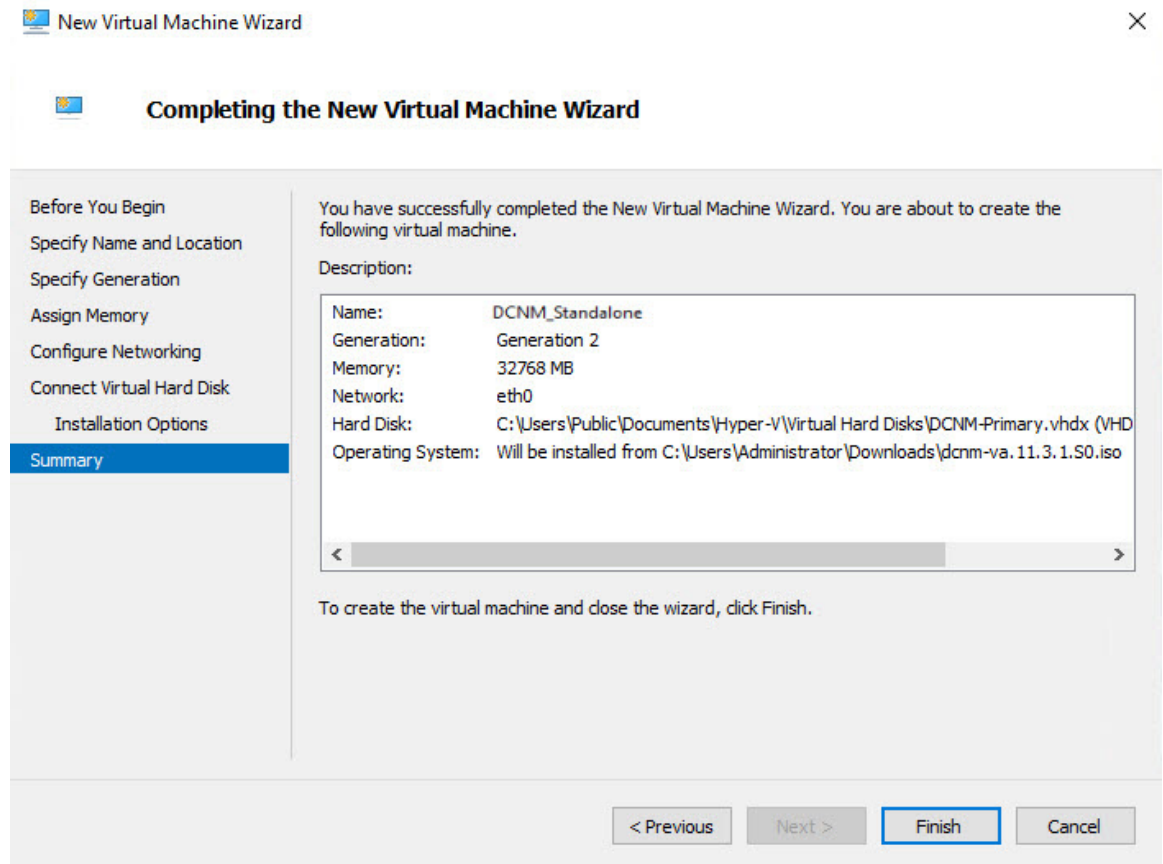 New Virtual Machine Wizard
Completing the New Virtual Machine Wizard
Before You Begin
Specify Name and Location
Specify Generation
Assign Memory
Configure Networking
Connect Virtual Hard Disk
Installation Options
Summary
You have successfully completed the New Virtual Machine Wizard. You are about to create the
following virtual machine.
Description:
Name: DCNM_Standalone
Generation: Generation 2
Memory: 32768 MB
Network: eth0
Hard Disk: C:\Users\Public\Documents\Hyper-V\Virtual Hard Disks\DCNM-Primary.vhdx (VHD
Operating System: Will be installed from C:\Users\Administrator\Downloads\dcnm-va.11.3.1.S0.iso
To create the virtual machine and close the wizard, click Finish.
< Previous Next > Finish Cancel